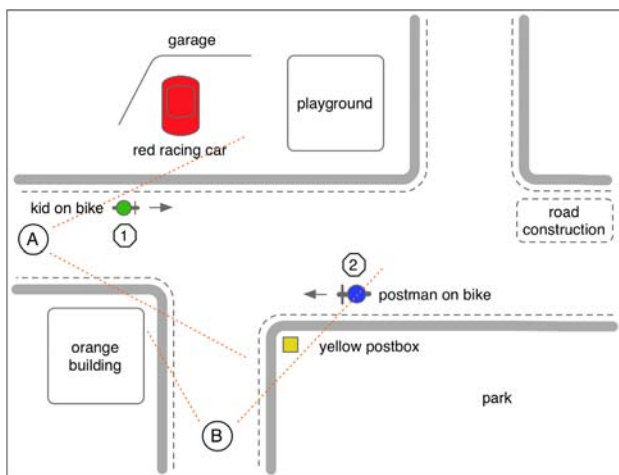 garage
playground
red racing car
kid on bike
1
A
road
construction
2
postman on bike
orange
building
yellow postbox
park
B